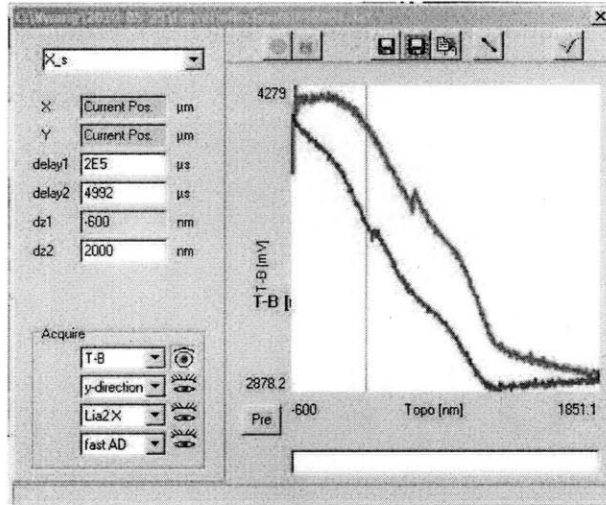 X_s
X Current Pos. µm
Y Current Pos. µm
delay1 2E5 µs
delay2 4992 µs
dz1 -600 nm
dz2 2000 nm
Acquire
T-B
y-direction
Lia2 X
fast AD
4279
T-B [mV]
T-B [
2878.2
Pre
-600 Topo [nm] 1851.1